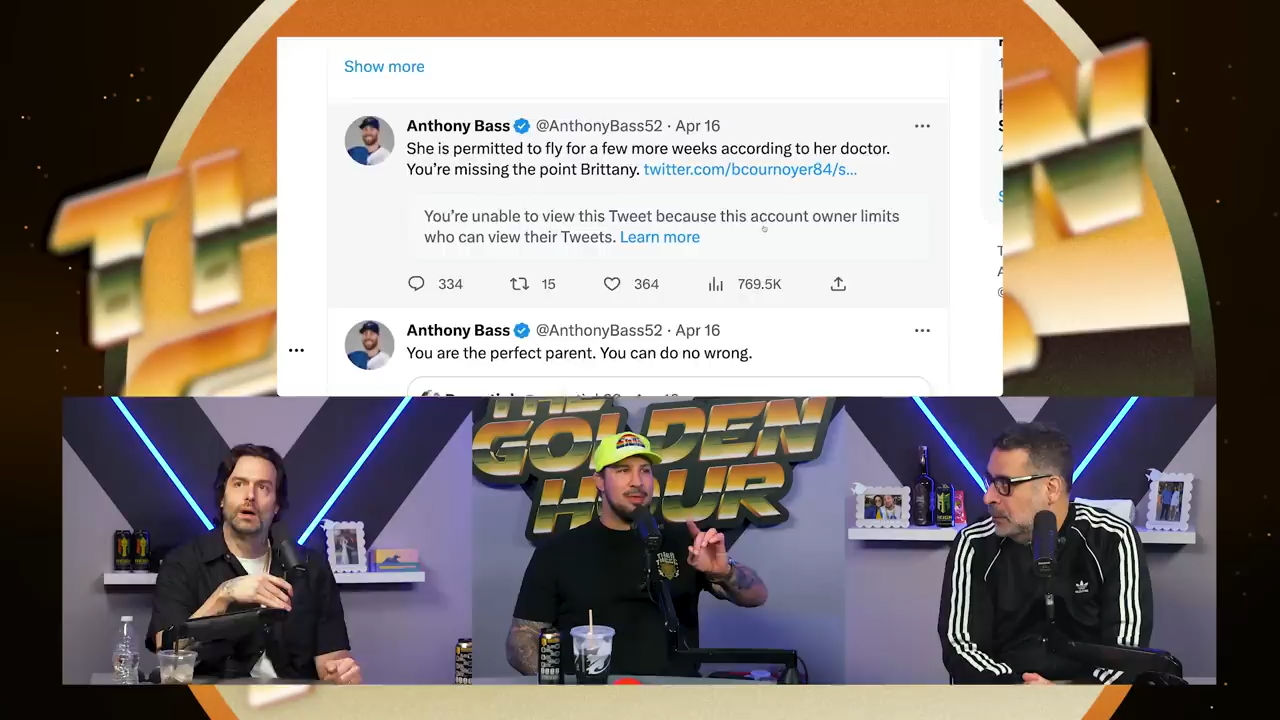 Show more
Anthony Bass @AnthonyBass52 · Apr 16
She is permitted to fly for a few more weeks according to her doctor.
You’re missing the point Brittany. twitter.com/bcournoyer84/s...
You’re unable to view this Tweet because this account owner limits
who can view their Tweets. Learn more
334 15 364 769.5K
Anthony Bass @AnthonyBass52 · Apr 16
You are the perfect parent. You can do no wrong.
THE
GOLDEN
HOUR